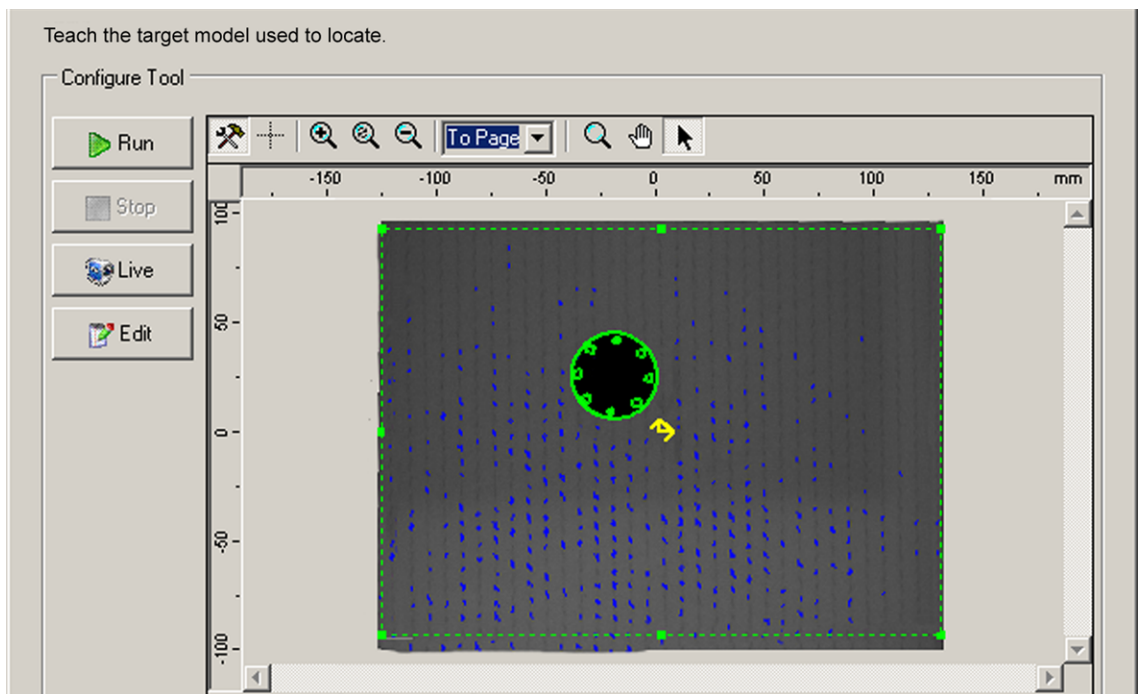 Teach the target model used to locate.
Configure Tool
Run
To Page
Stop
-150 -100 -50 0 50 100 150 mm
100
Live
50
Edit
0
-50
-100